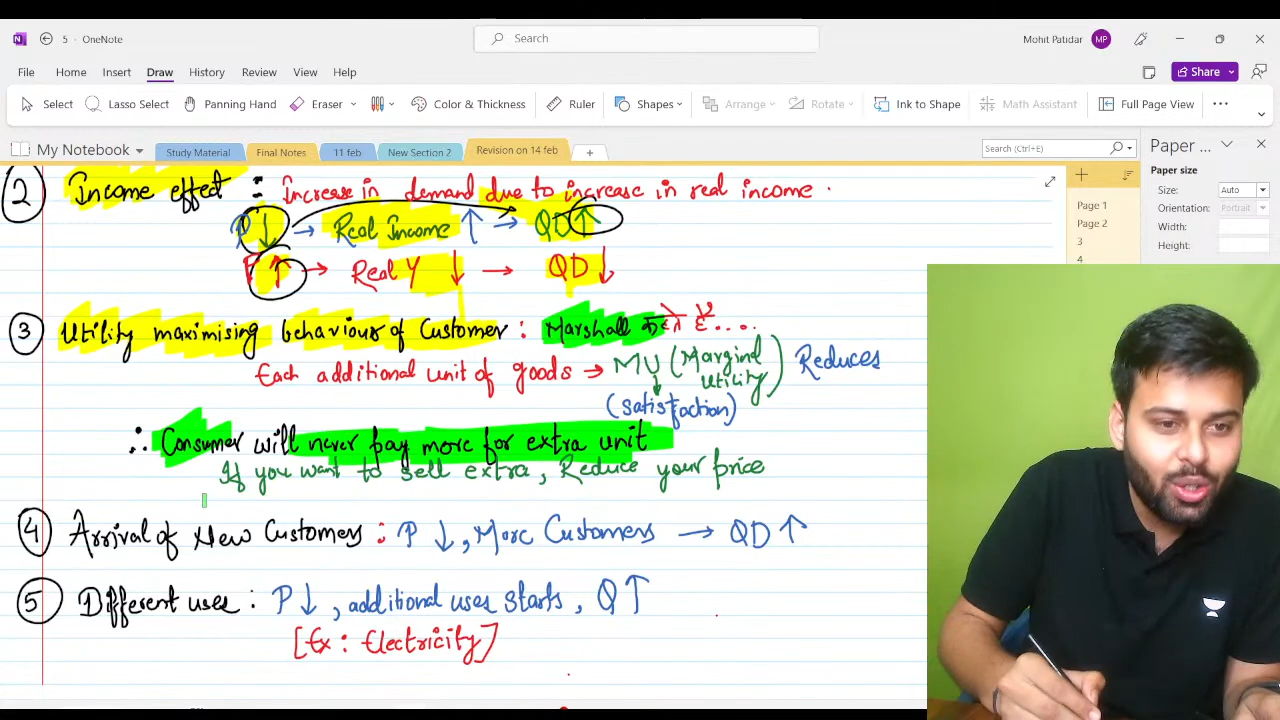 5 - OneNote
Search
Mohit Patidar MP
File Home Insert Draw History Review View Help
Share
Select Lasso Select Panning Hand Eraser Color & Thickness Ruler Shapes Arrange Rotate Ink to Shape Math Assistant Full Page View
My Notebook Study Material Final Notes 11 feb New Section 2 Revision on 14 feb +
Search (Ctrl+E)
Paper ...
Paper size
Size: Auto
Orientation: Portrait
Width:
Height:
Page 1
Page 2
3
4
② Income effect : Increase in demand due to increase in real income .
P↓ → Real Income ↑ → QD↑
P↑ → Real Y ↓ → QD↓
③ Utility maximising behaviour of Customer : Marshall
Each additional unit of goods → MU (Marginal Utility) Reduces
↓
(satisfaction)
∴ Consumer will never pay more for extra unit
If you want to sell extra, Reduce your price
④ Arrival of New Customers : P ↓, More Customers → QD ↑
⑤ Different uses : P↓, additional uses starts, Q↑
[Ex : Electricity]